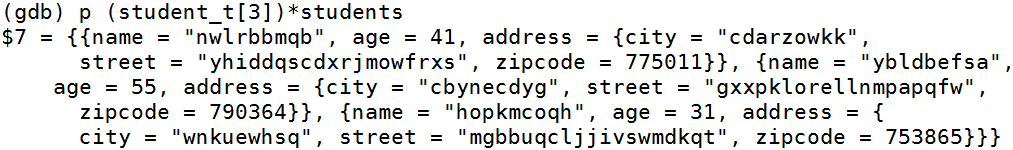 (gdb) p (student_t[3])*students
$7 = {{name = "nwlrbbmqb", age = 41, address = {city = "cdarzowkk",
street = "yhiddqscdxrjmowfrxs", zipcode = 775011}}, {name = "ybldbefsa",
age = 55, address = {city = "cbynecdyg", street = "gxxpklorellnmpapqfw",
zipcode = 790364}}, {name = "hopkmcoqh", age = 31, address = {
city = "wnkuewhsq", street = "mgbbuqcljjivswmdkqt", zipcode = 753865}}}